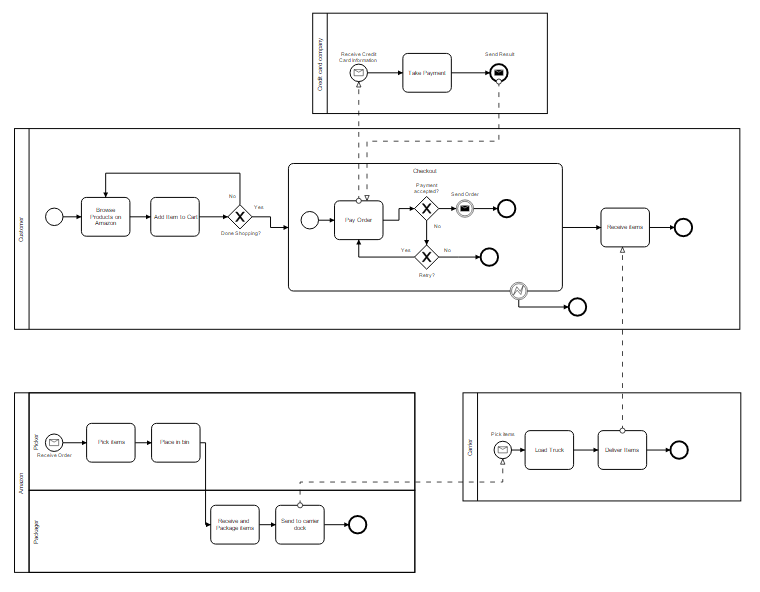 Credit card company
Receive Credit
Card Information
Take Payment
Send Result
Customer
Browse
Products on
Amazon
Add Item to Cart
No
Yes
Done Shopping?
Checkout
Pay Order
Payment
accepted?
Send Order
No
Yes
No
Retry?
Receive items
Amazon
Picker
Receive Order
Pick items
Place in bin
Packager
Receive and
Package items
Send to carrier
dock
Carrier
Pick items
Load Truck
Deliver Items